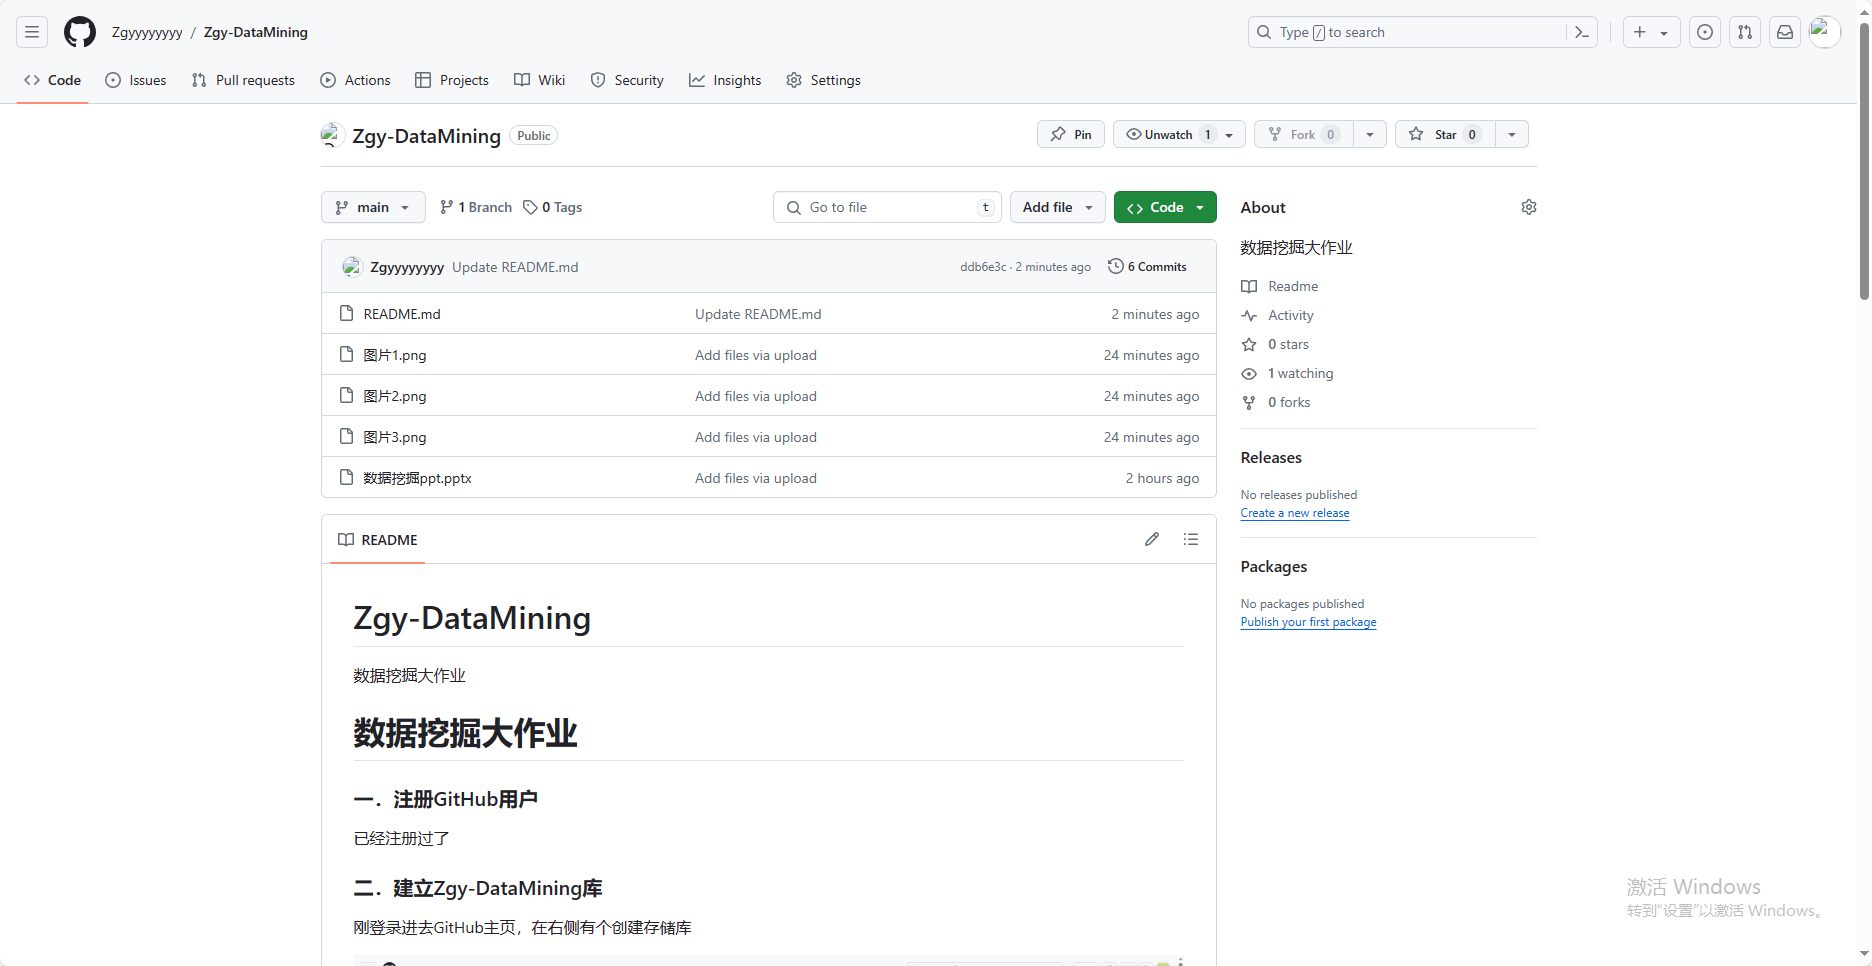 Zgyyyyyyyy / Zgy-DataMining
Type / to search
Code Issues Pull requests Actions Projects Wiki Security Insights Settings
Zgy-DataMining Public
Pin Unwatch 1 Fork 0 Star 0
main 1 Branch 0 Tags Go to file t Add file Code
Zgyyyyyyyy Update README.md ddb6e3c · 2 minutes ago 6 Commits
README.md Update README.md 2 minutes ago
图片1.png Add files via upload 24 minutes ago
图片2.png Add files via upload 24 minutes ago
图片3.png Add files via upload 24 minutes ago
数据挖掘ppt.pptx Add files via upload 2 hours ago
README
Zgy-DataMining
数据挖掘大作业
数据挖掘大作业
一．注册GitHub用户
已经注册过了
二．建立Zgy-DataMining库
刚登录进去GitHub主页，在右侧有个创建存储库
About
数据挖掘大作业
Readme
Activity
0 stars
1 watching
0 forks
Releases
No releases published
Create a new release
Packages
No packages published
Publish your first package
激活 Windows
转到“设置”以激活 Windows。